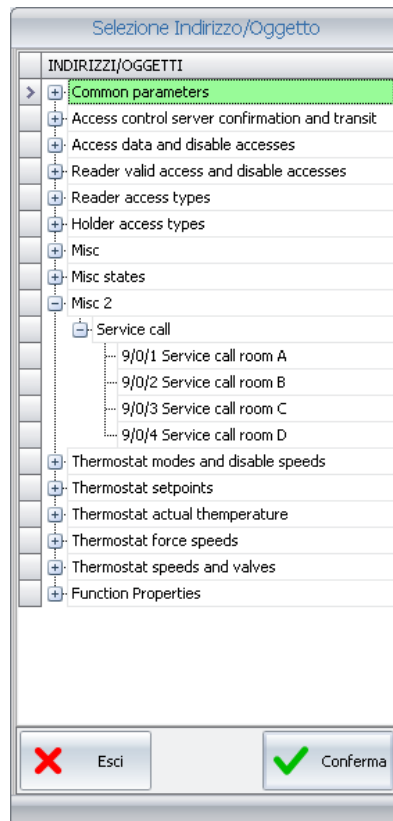 Selezione Indirizzo/Oggetto
INDIRIZZI/OGGETTI
Common parameters
Access control server confirmation and transit
Access data and disable accesses
Reader valid access and disable accesses
Reader access types
Holder access types
Misc
Misc states
Misc 2
Service call
9/0/1 Service call room A
9/0/2 Service call room B
9/0/3 Service call room C
9/0/4 Service call room D
Thermostat modes and disable speeds
Thermostat setpoints
Thermostat actual themperature
Thermostat force speeds
Thermostat speeds and valves
Function Properties
Esci
Conferma